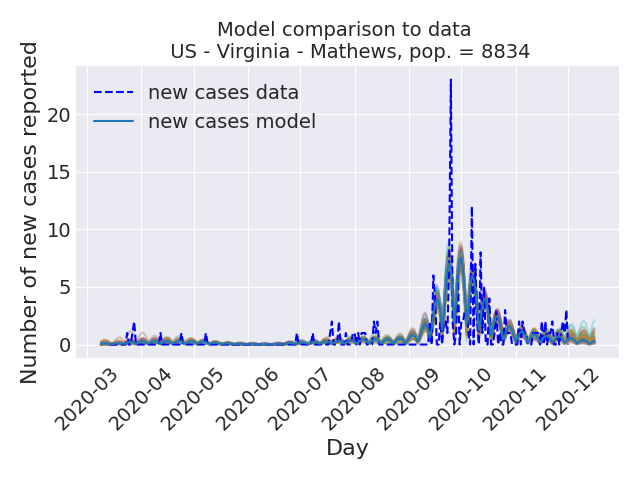 Model comparison to data
US - Virginia - Mathews, pop. = 8834
Number of new cases reported
new cases data
new cases model
20
15
10
5
0
2020-03
2020-04
2020-05
2020-06
2020-07
2020-08
2020-09
2020-10
2020-11
2020-12
Day